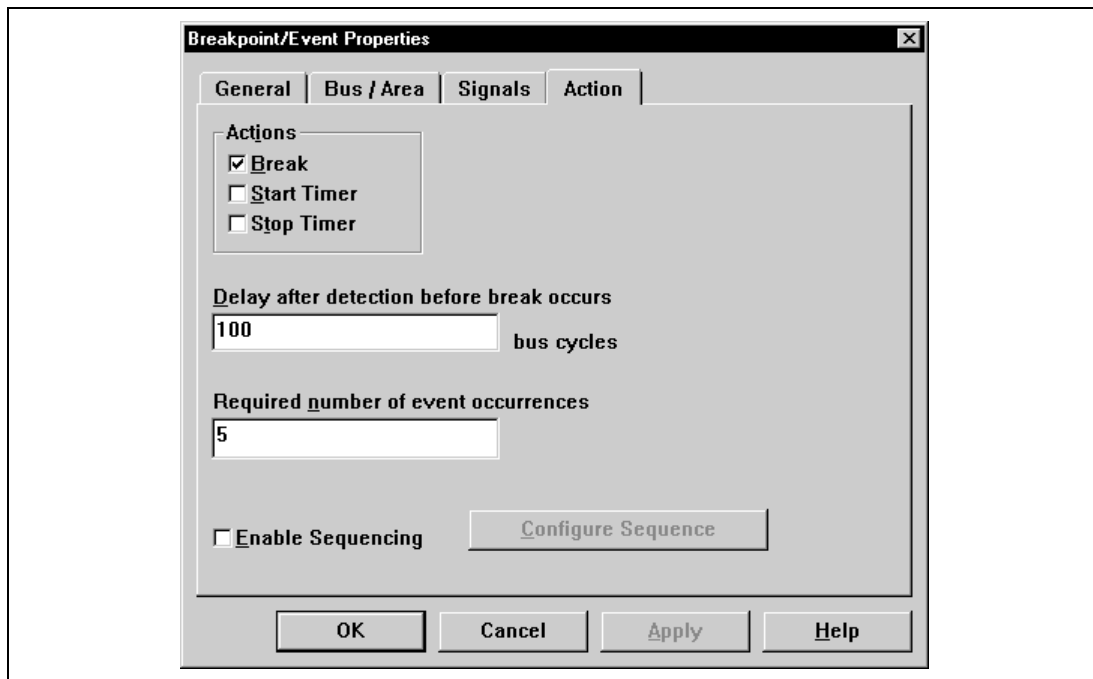 Breakpoint/Event Properties
General Bus / Area Signals Action
Actions
Break
Start Timer
Stop Timer
Delay after detection before break occurs
100 bus cycles
Required number of event occurrences
5
Enable Sequencing Configure Sequence
OK Cancel Apply Help